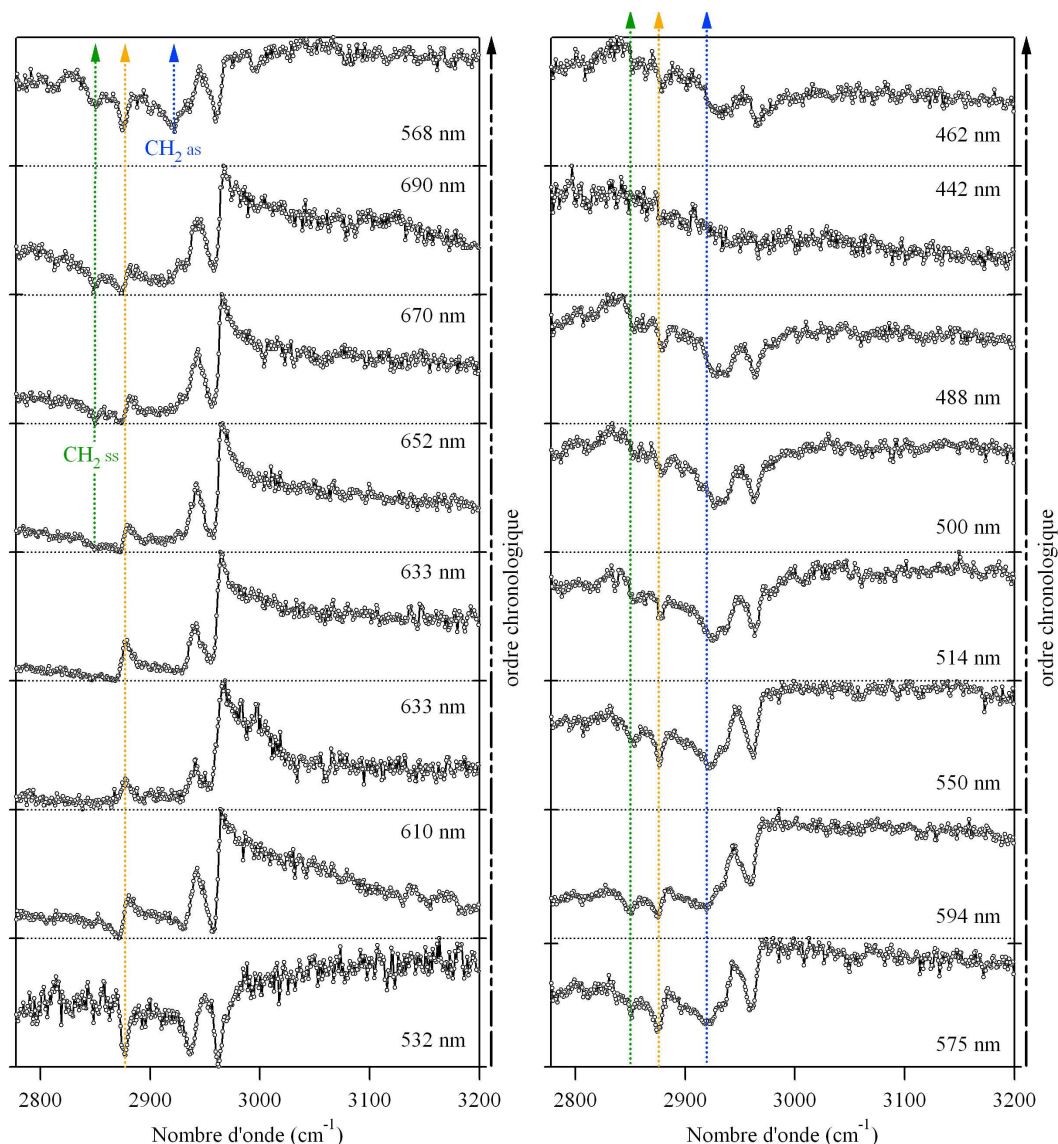 568 nm
CH2 as
690 nm
670 nm
CH2 ss
652 nm
633 nm
633 nm
610 nm
532 nm
2800 2900 3000 3100 3200
Nombre d'onde (cm-1)
ordre chronologique
462 nm
442 nm
488 nm
500 nm
514 nm
550 nm
594 nm
575 nm
2800 2900 3000 3100 3200
Nombre d'onde (cm-1)
ordre chronologique